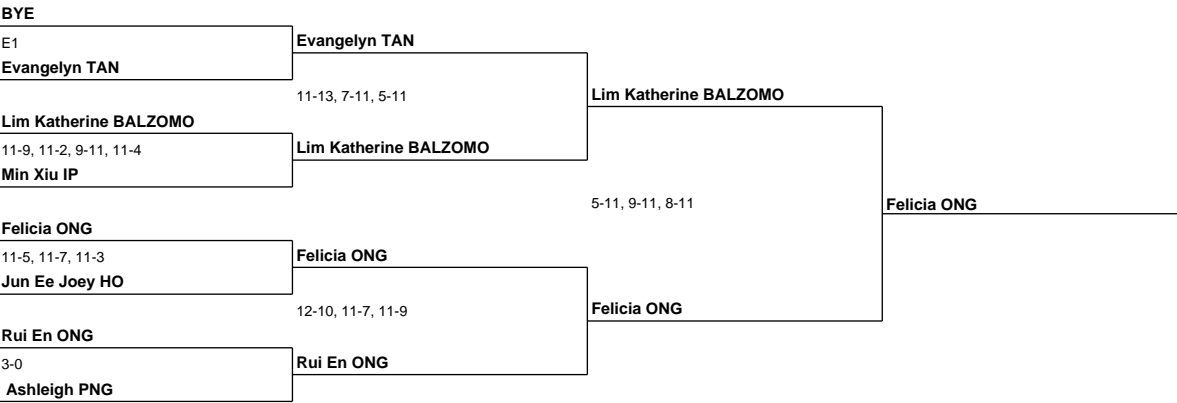 BYE
E1
Evangelyn TAN
Evangelyn TAN
11-13, 7-11, 5-11
Lim Katherine BALZOMO
Lim Katherine BALZOMO
11-9, 11-2, 9-11, 11-4
Lim Katherine BALZOMO
Min Xiu IP
5-11, 9-11, 8-11
Felicia ONG
Felicia ONG
11-5, 11-7, 11-3
Felicia ONG
Jun Ee Joey HO
12-10, 11-7, 11-9
Felicia ONG
Rui En ONG
3-0
Rui En ONG
Ashleigh PNG